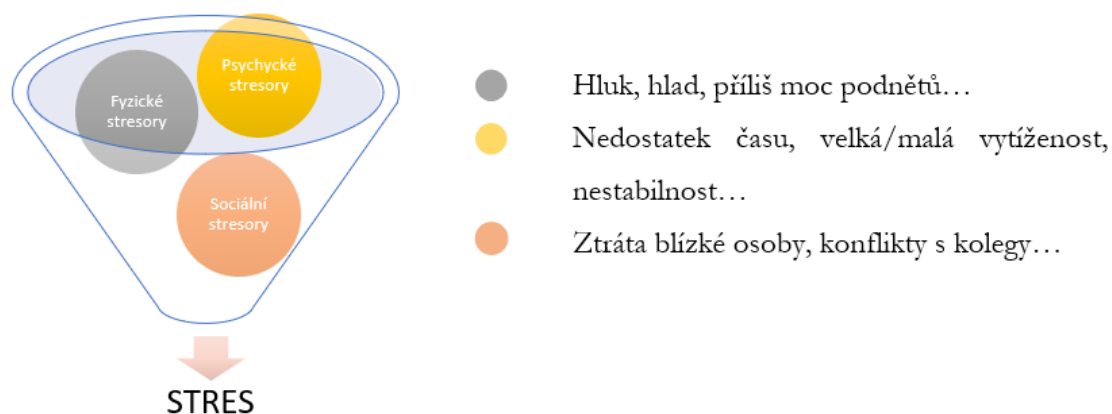 Psychycké
stresory
Fyzické
stresory
Sociální
stresory
STRES
Hluk, hlad, příliš moc podnětů…
Nedostatek času, velká/malá vytíženost,
nestabilnost…
Ztráta blízké osoby, konflikty s kolegy…